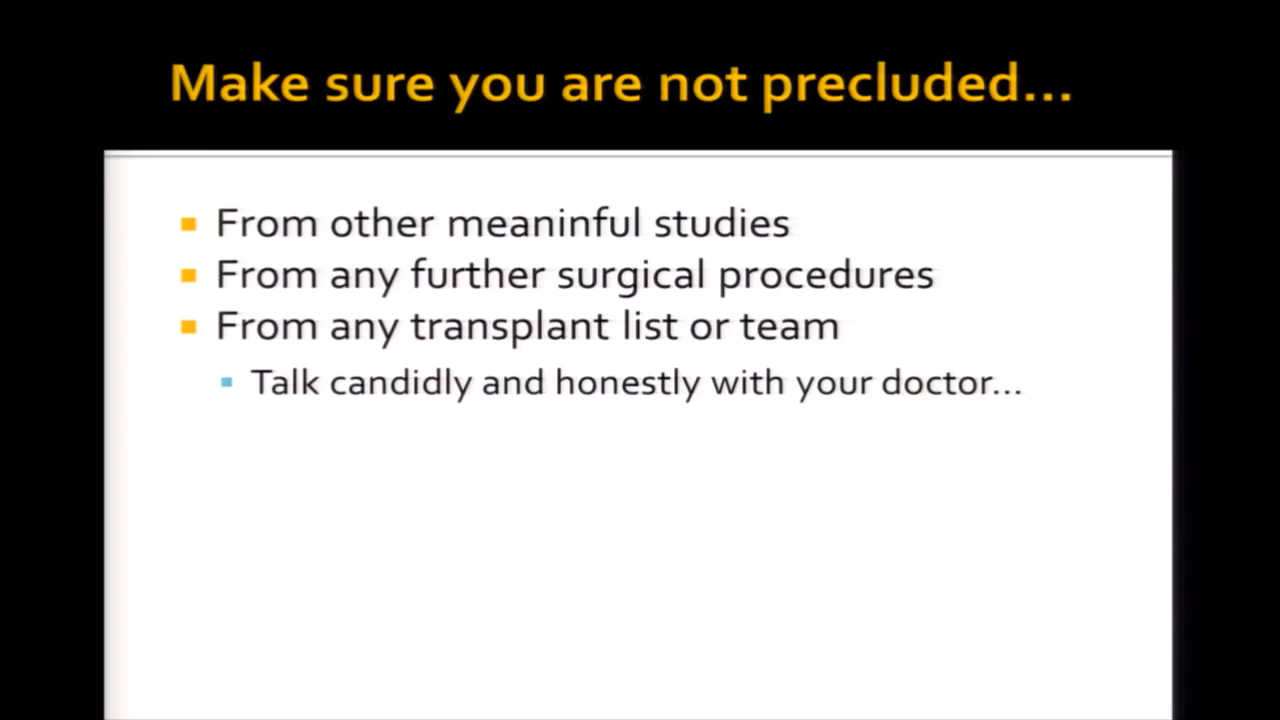 Make sure you are not precluded...
From other meaninful studies
From any further surgical procedures
From any transplant list or team
Talk candidly and honestly with your doctor...